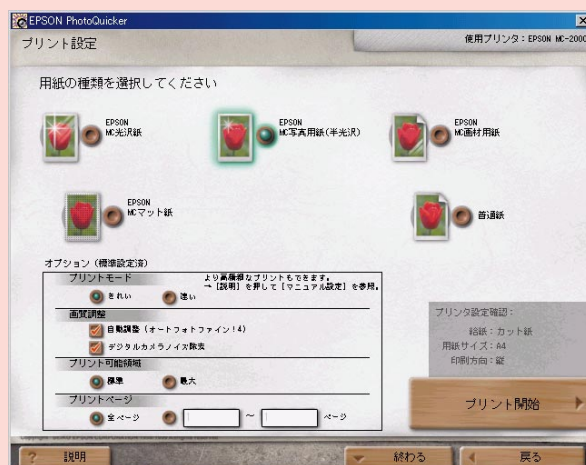 EPSON PhotoQuicker
プリント設定
使用プリンタ：EPSON MC-2000
用紙の種類を選択してください
EPSON
MC光沢紙
EPSON
MC写真用紙(半光沢)
EPSON
MC画材用紙
EPSON
MCマット紙
普通紙
オプション（標準設定済）
プリントモード
より高精細なプリントもできます。
→［説明］を押して［マニュアル設定］を参照。
きれい
速い
画質調整
自動調整（オートフォトファイン！4）
デジタルカメラノイズ除去
プリント可能領域
標準
最大
プリントページ
全ページ
～
ページ
プリンタ設定確認：
給紙：カット紙
用紙サイズ：A4
印刷方向：縦
プリント開始
? 説明
終わる
戻る